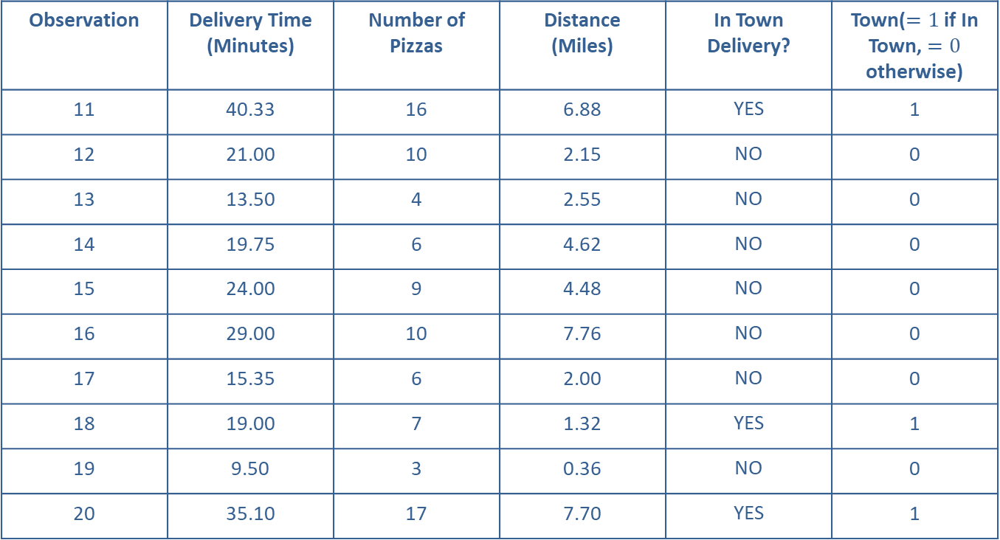 Observation Delivery Time (Minutes) Number of Pizzas Distance (Miles) In Town Delivery? Town(= 1 if In Town, = 0 otherwise)
11 40.33 16 6.88 YES 1
12 21.00 10 2.15 NO 0
13 13.50 4 2.55 NO 0
14 19.75 6 4.62 NO 0
15 24.00 9 4.48 NO 0
16 29.00 10 7.76 NO 0
17 15.35 6 2.00 NO 0
18 19.00 7 1.32 YES 1
19 9.50 3 0.36 NO 0
20 35.10 17 7.70 YES 1